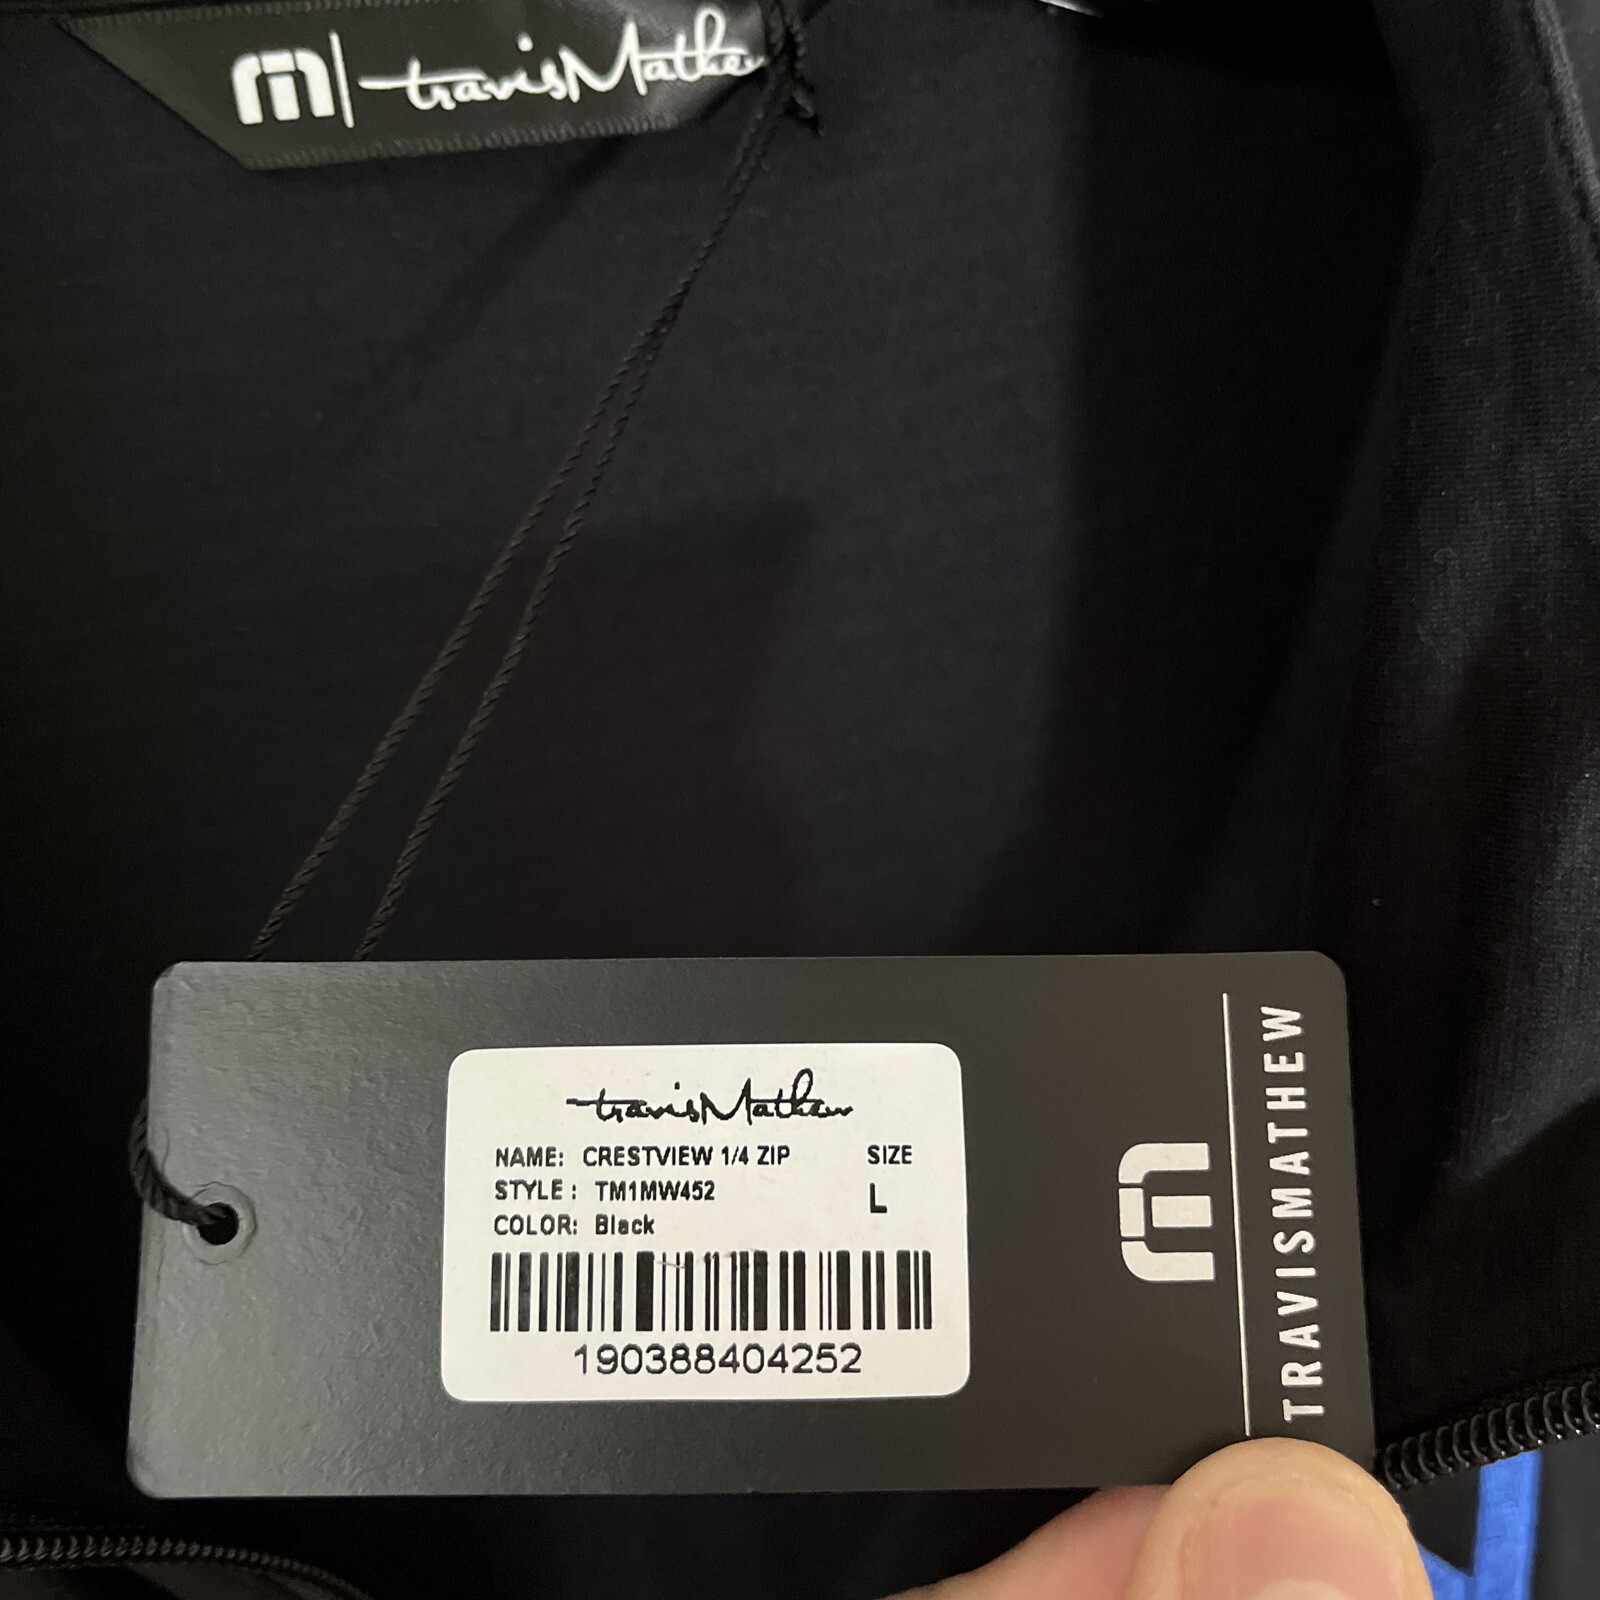 travisMathew
travisMathew
NAME: CRESTVIEW 1/4 ZIP SIZE
STYLE : TM1MW452 L
COLOR: Black
190388404252
TRAVISMATHEW